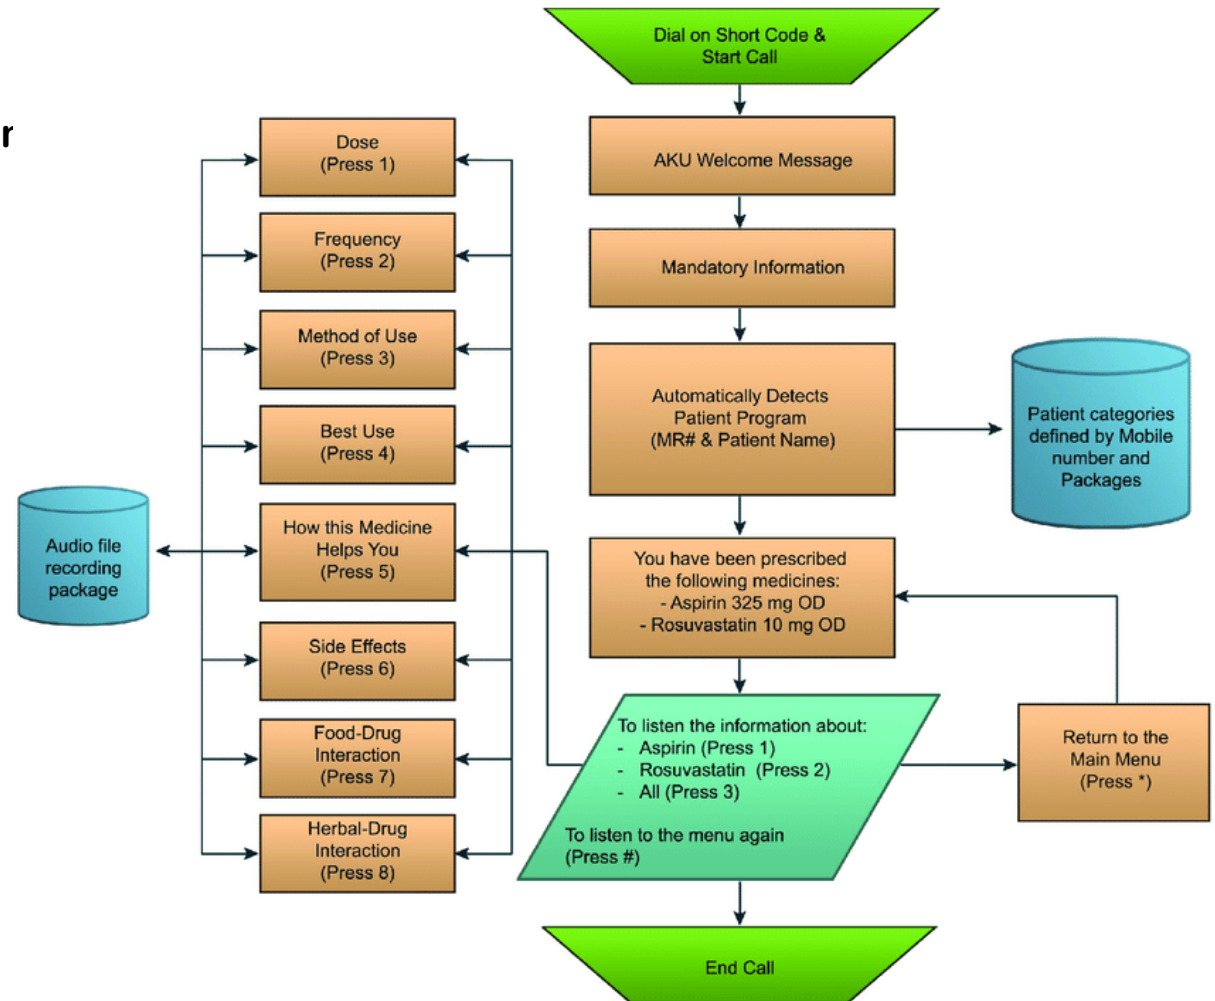 Dial on Short Code &
Start Call
r
AKU Welcome Message
Mandatory Information
Automatically Detects
Patient Program
(MR# & Patient Name)
Patient categories
defined by Mobile
number and
Packages
You have been prescribed
the following medicines:
- Aspirin 325 mg OD
- Rosuvastatin 10 mg OD
To listen the information about:
- Aspirin (Press 1)
- Rosuvastatin (Press 2)
- All (Press 3)
To listen to the menu again
(Press #)
Return to the
Main Menu
(Press *)
End Call
Dose
(Press 1)
Frequency
(Press 2)
Method of Use
(Press 3)
Best Use
(Press 4)
How this Medicine
Helps You
(Press 5)
Side Effects
(Press 6)
Food-Drug
Interaction
(Press 7)
Herbal-Drug
Interaction
(Press 8)
Audio file
recording
package